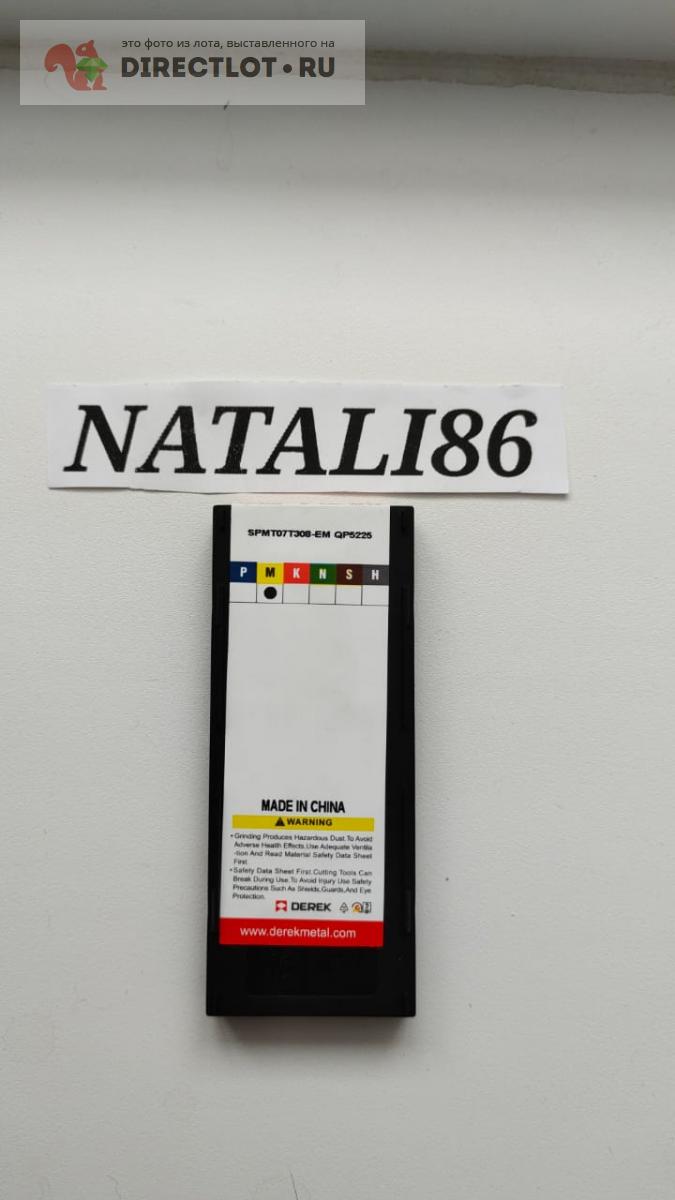 это фото из лота, выставленного на
DIRECTLOT•RU
NATALI86
SPMT07T308-EM QP5225
P M K N S H
MADE IN CHINA
WARNING
•Grinding Produces Hazardous Dust.To Avoid
Adverse Health Effects.Use Adequate Ventila
-tion And Read Material Safety Data Sheet
First.
•Safety Data Sheet First.Cutting Tools Can
Break During Use.To Avoid Injury Use Safety
Precautions Such As Shields,Guards,And Eye
Protection.
DEREK
www.derekmetal.com